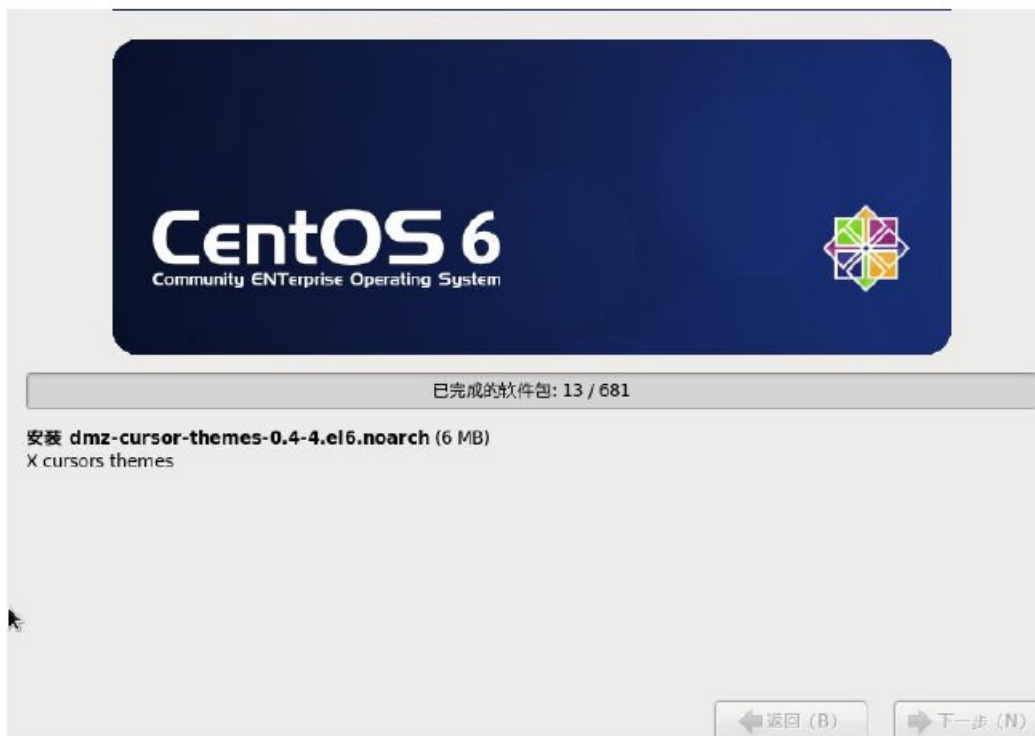 CentOS 6
Community ENTerprise Operating System
已完成的软件包: 13 / 681
安装 dmz-cursor-themes-0.4-4.el6.noarch (6 MB)
X cursors themes
返回 (B)
下一步 (N)